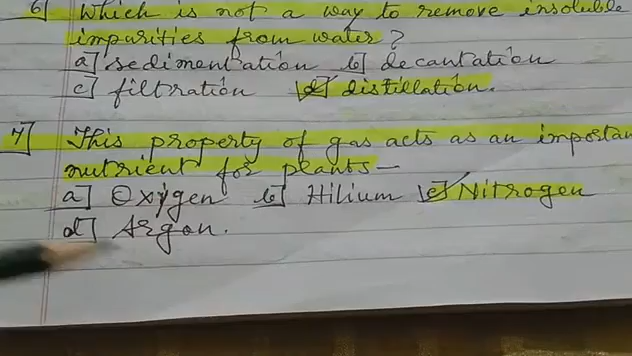 6] Which is not a way to remove insoluble
impurities from water?
a] sedimentation b] decantation
c] filtration d] distillation.
7] This property of gas acts as an importan
nutrient for plants—
a] Oxygen b] Hilium c] Nitrogen
d] Argon.